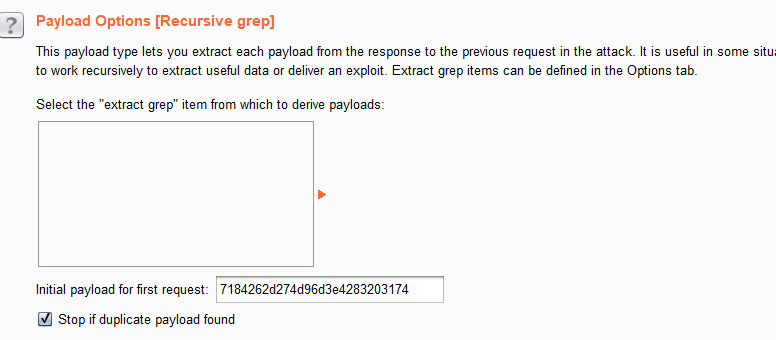 ?
Payload Options [Recursive grep]
This payload type lets you extract each payload from the response to the previous request in the attack. It is useful in some
to work recursively to extract useful data or deliver an exploit. Extract grep items can be defined in the Options tab.
Select the "extract grep" item from which to derive payloads:
Initial payload for first request: 7184262d274d96d3e4283203174
Stop if duplicate payload found